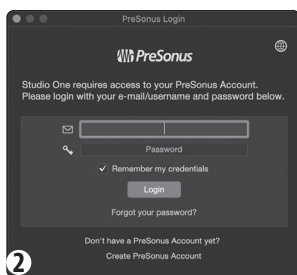 PreSonus Login
PreSonus
Studio One requires access to your PreSonus Account.
Please login with your e-mail/username and password below.
Password
Remember my credentials
Login
Forgot your password?
Don't have a PreSonus Account yet?
Create PreSonus Account
2